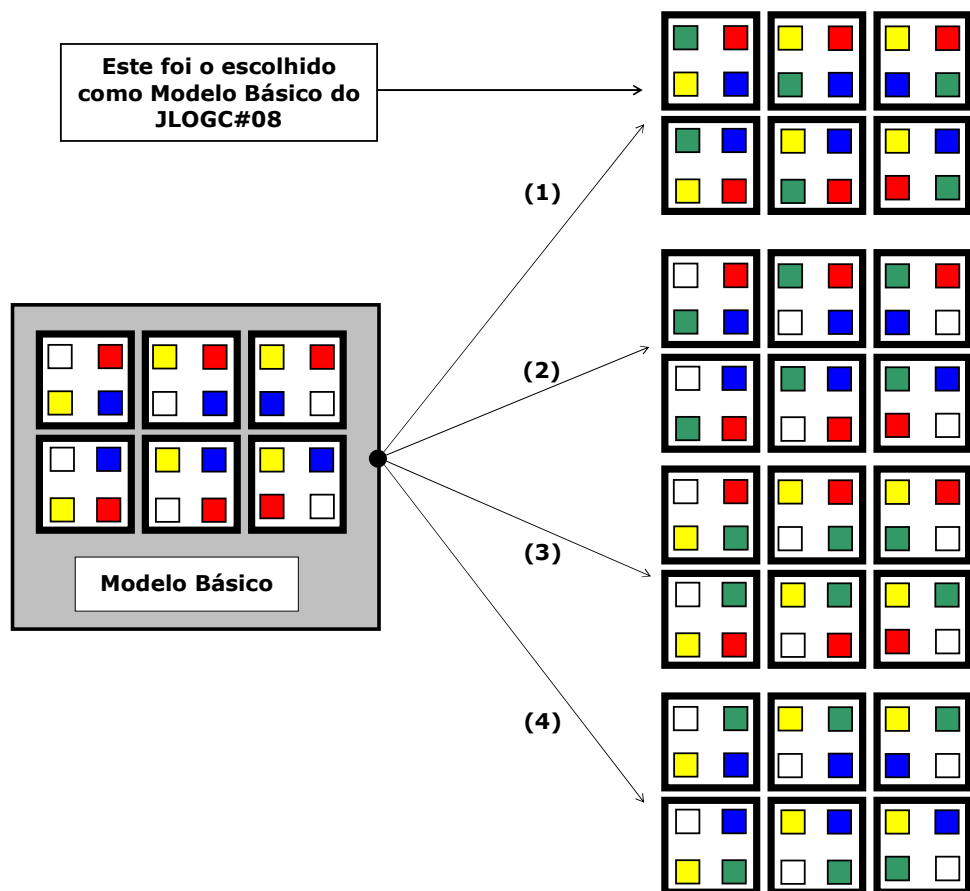 Este foi o escolhido
como Modelo Básico do
JLOGC#08
(1)
(2)
(3)
Modelo Básico
(4)